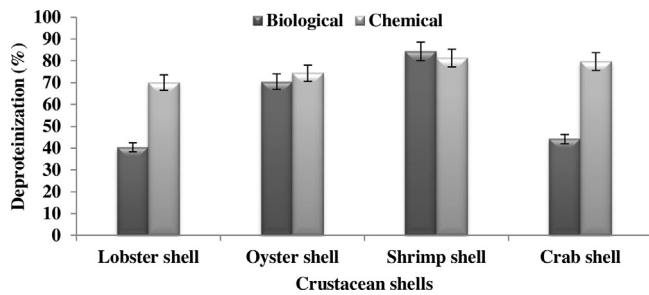 Biological Chemical
100
90
80
70
60
50
40
30
20
10
0
Deproteinization (%)
Lobster shell Oyster shell Shrimp shell Crab shell
Crustacean shells